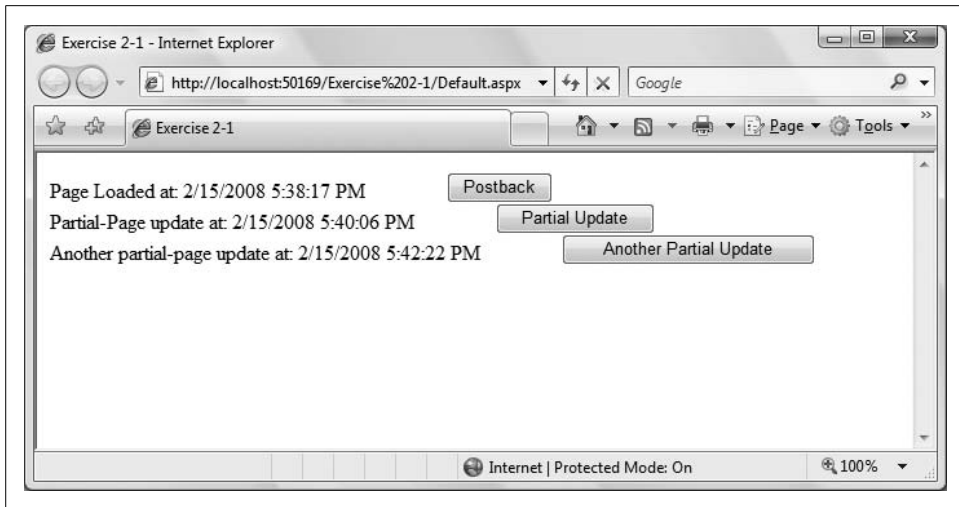 Exercise 2-1 - Internet Explorer
http://localhost:50169/Exercise%202-1/Default.aspx Google
Exercise 2-1 Page Tools »
Page Loaded at: 2/15/2008 5:38:17 PM Postback
Partial-Page update at: 2/15/2008 5:40:06 PM Partial Update
Another partial-page update at: 2/15/2008 5:42:22 PM Another Partial Update
Internet | Protected Mode: On 100%